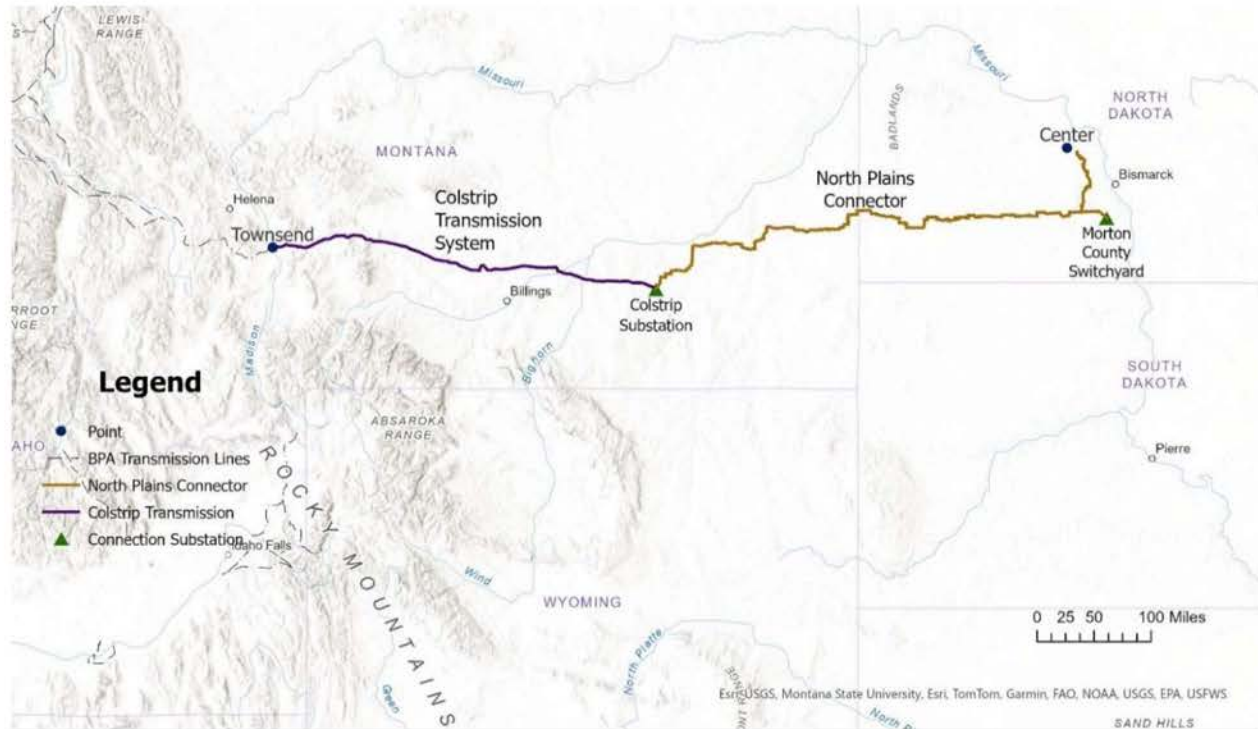 LEWIS
RANGE
S
Missouri
Missouri
BADLANDS
NORTH
DAKOTA
MONTANA
Center
Bismarck
Helena
Colstrip
Transmission
System
North Plains
Connector
Townsend
Morton
County
Switchyard
Billings
Colstrip
Substation
RROOT
NGE
Madison
Big horn
Legend
SOUTH
DAKOTA
ABSAROKA
RANGE
Point
AHO
BPA Transmission Lines
Pierre
North Plains Connector
Colstrip Transmission
Connection Substation
Idaho Falls
ROCKY MOUNTAINS
Wind
WYOMING
0 25 50 100 Miles
North Platte
Green
Esri, USGS, Montana State University, Esri, TomTom, Garmin, FAO, NOAA, USGS, EPA, USFWS
North P
SAND HILLS